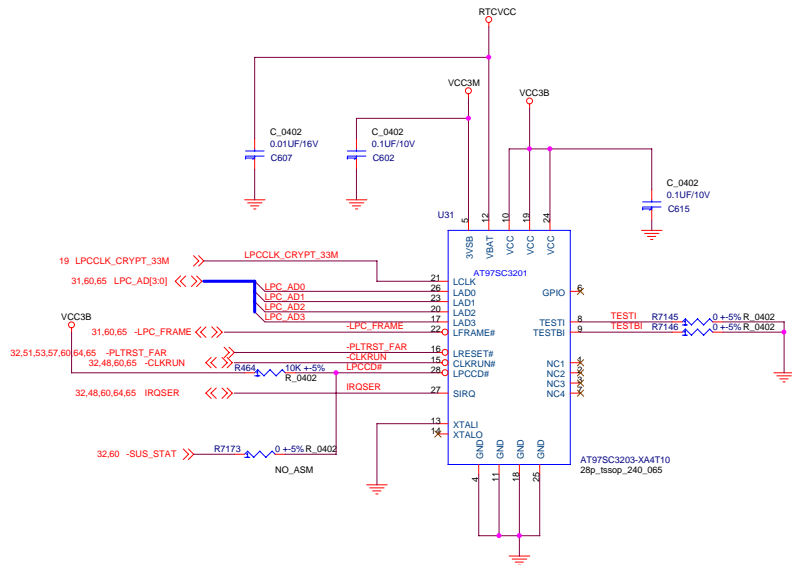 RTCVCC
VCC3M
VCC3B
C_0402
0.01UF/16V
C607
C_0402
0.1UF/10V
C602
C_0402
0.1UF/10V
C615
U31
5
12
10
19
24
3VSB
VBAT
VCC
VCC
VCC
AT97SC3201
19 LPCCLK_CRYPT_33M
LPCCLK_CRYPT_33M
21
LCLK
31,60,65 LPC_AD[3:0]
LPC_AD0
26
LAD0
LPC_AD1
23
LAD1
LPC_AD2
20
LAD2
LPC_AD3
17
LAD3
GPIO
6
VCC3B
31,60,65 -LPC_FRAME
-LPC_FRAME
22
LFRAME#
TESTI
8
TESTI
R7145
0 +-5%
R_0402
TESTBI
9
TESTBI
R7146
0 +-5%
R_0402
32,51,53,57,60,64,65 -PLTRST_FAR
-PLTRST_FAR
16
LRESET#
32,48,60,65 -CLKRUN
-CLKRUN
15
CLKRUN#
R464
10K +-5%
R_0402
LPCCD#
28
LPPCD#
NC1
NC2
NC3
NC4
32,48,60,64,65 IRQSER
IRQSER
27
SIRQ
13
XTALI
14
XTALO
32,60 -SUS_STAT
R7173
0 +-5%
R_0402
NO_ASM
GND
GND
GND
GND
4
11
18
25
AT97SC3203-XA4T10
28p_tssop_240_065